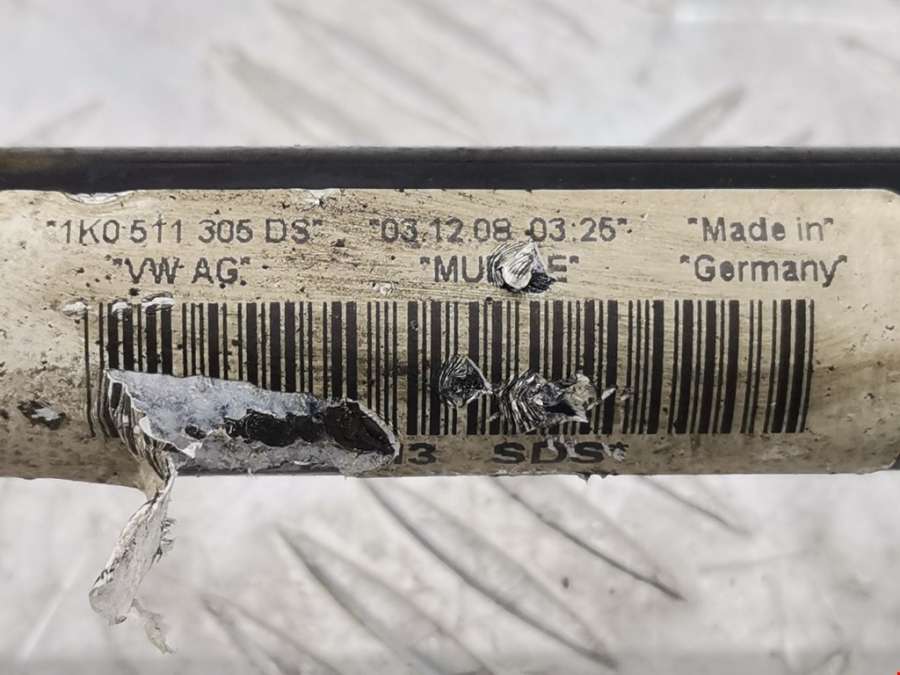 "1K0 511 305 DS" "03.12.08 03:25" "Made in"
"VW AG" "Germany"
SDS*